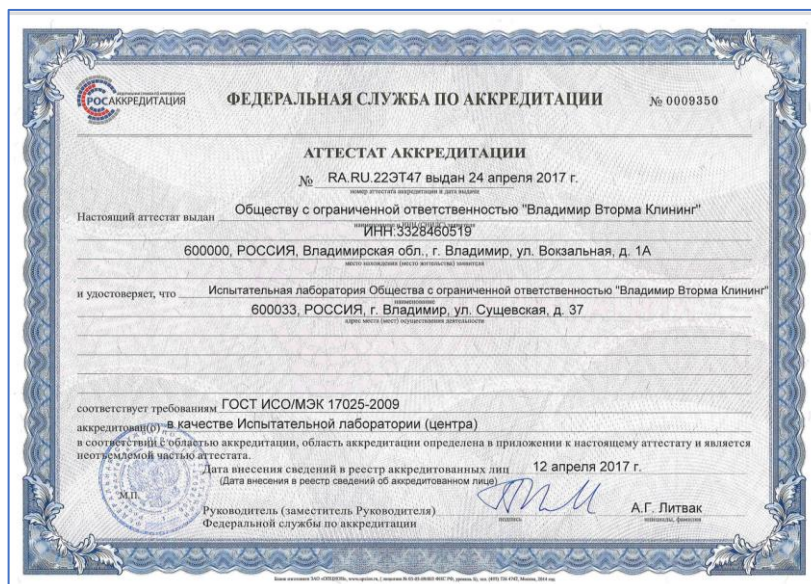 РОСАККРЕДИТАЦИЯ
ФЕДЕРАЛЬНАЯ СЛУЖБА ПО АККРЕДИТАЦИИ № 0009350
АТТЕСТАТ АККРЕДИТАЦИИ
№ RA.RU.22ЭТ47 выдан 24 апреля 2017 г.
номер аттестата аккредитации и дата выдачи
Настоящий аттестат выдан Обществу с ограниченной ответственностью "Владимир Вторма Клининг"
ИНН:3328460519
600000, РОССИЯ, Владимирская обл., г. Владимир, ул. Вокзальная, д. 1А
место нахождения (место жительства) заявителя
и удостоверяет, что Испытательная лаборатория Общества с ограниченной ответственностью "Владимир Вторма Клининг"
наименование
600033, РОССИЯ, г. Владимир, ул. Сущевская, д. 37
адрес места (мест) осуществления деятельности
соответствует требованиям ГОСТ ИСО/МЭК 17025-2009
аккредитован(о) в качестве Испытательной лаборатории (центра)
в соответствии с областью аккредитации, область аккредитации определена в приложении к настоящему аттестату и является
неотъемлемой частью аттестата.
Дата внесения сведений в реестр аккредитованных лиц 12 апреля 2017 г.
(Дата внесения в реестр сведений об аккредитованном лице)
М.П.
Руководитель (заместитель Руководителя) А.Г. Литвак
Федеральной службы по аккредитации подпись инициалы, фамилия